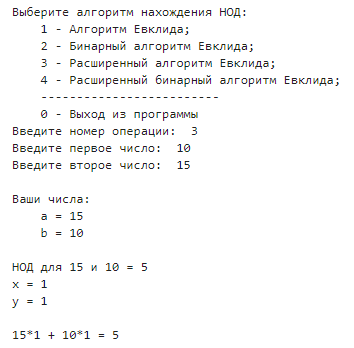 Выберите алгоритм нахождения НОД:
1 - Алгоритм Евклида;
2 - Бинарный алгоритм Евклида;
3 - Расширенный алгоритм Евклида;
4 - Расширенный бинарный алгоритм Евклида;
-------------------------
0 - Выход из программы
Введите номер операции: 3
Введите первое число: 10
Введите второе число: 15
Ваши числа:
a = 15
b = 10
НОД для 15 и 10 = 5
x = 1
y = 1
15*1 + 10*1 = 5